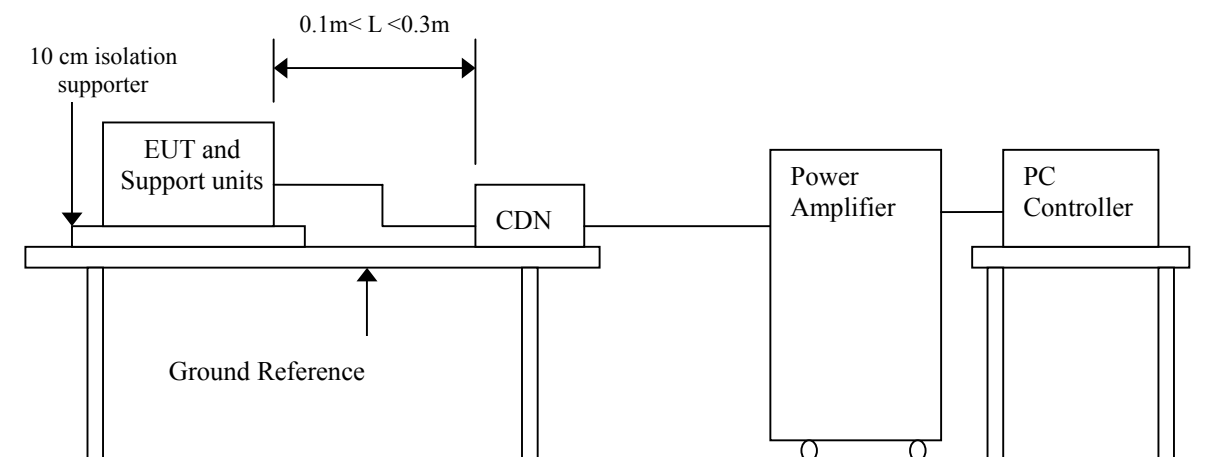 0.1m< L <0.3m
10 cm isolation
supporter
EUT and
Support units
CDN
Power
Amplifier
PC
Controller
Ground Reference